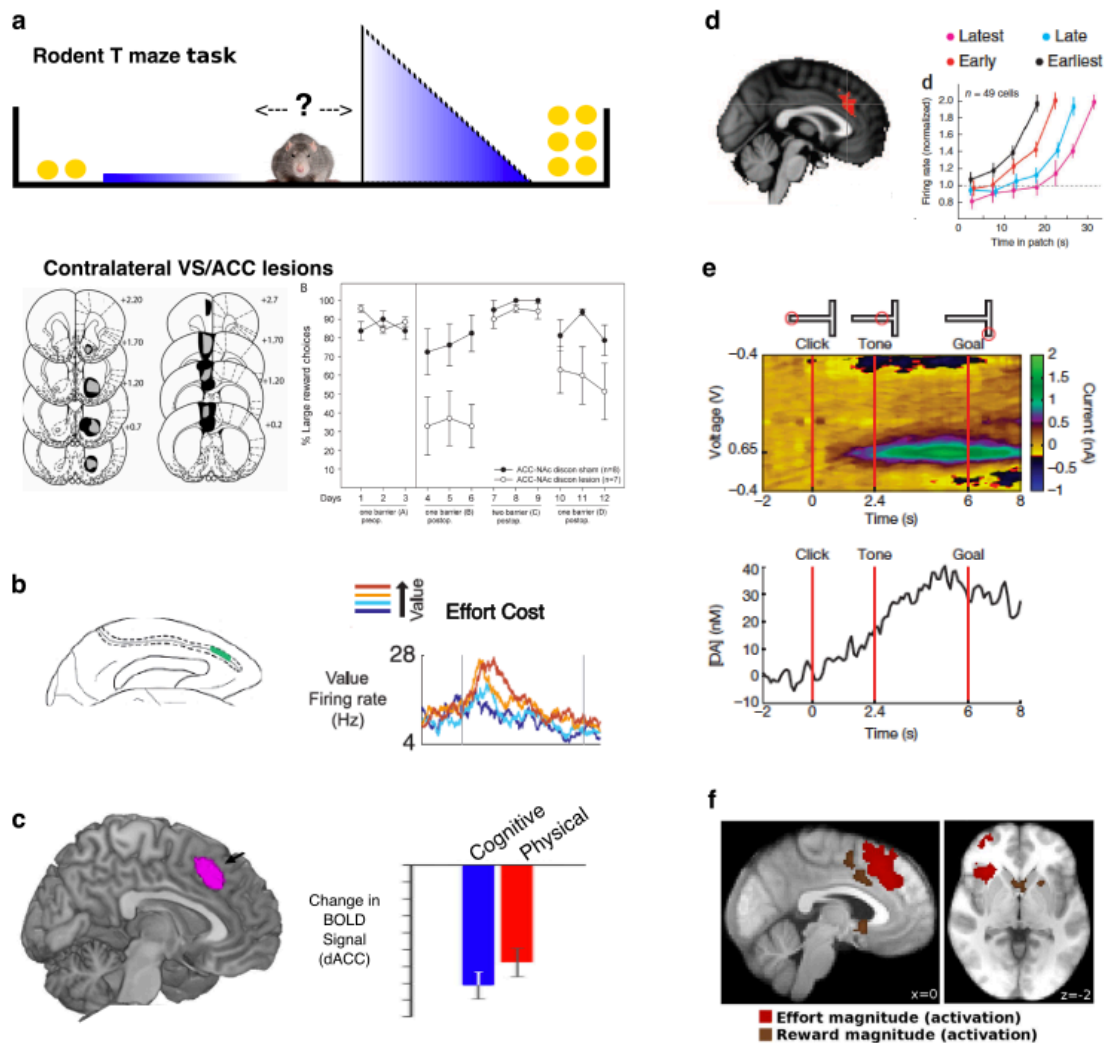 a
Rodent T maze task
<--- ? --->
Contralateral VS/ACC lesions
+2.20
+1.70
+1.20
+0.7
+2.7
+1.70
+1.20
+0.2
B
% Large reward choices
100
90
80
70
60
50
40
30
20
10
ACC-NAc discon sham (n=8)
ACC-NAc discon lesion (n=7)
Days 1 2 3 4 5 6 7 8 9 10 11 12
one barrier (A) one barrier (B) two barrier (C) one barrier (D)
preop. postop. postop. postop.
b
Value
Effort Cost
28
Value
Firing rate
(Hz)
4
c
Cognitive
Physical
Change in
BOLD
Signal
(dACC)
d
Latest Late
Early Earliest
d
n = 49 cells
Firing rate (normalized)
2.0
1.8
1.6
1.4
1.2
1.0
0.8
0 10 20 30
Time in patch (s)
e
Click Tone Goal
Voltage (V)
-0.4
0.65
-0.4
-2 0 2.4 6 8
Time (s)
2
1.5
1
0.5
0
-0.5
-1
Current (nA)
Click Tone Goal
[DA] (nM)
40
30
20
10
0
-10
-2 0 2.4 6 8
Time (s)
f
x=0
z=-2
Effort magnitude (activation)
Reward magnitude (activation)